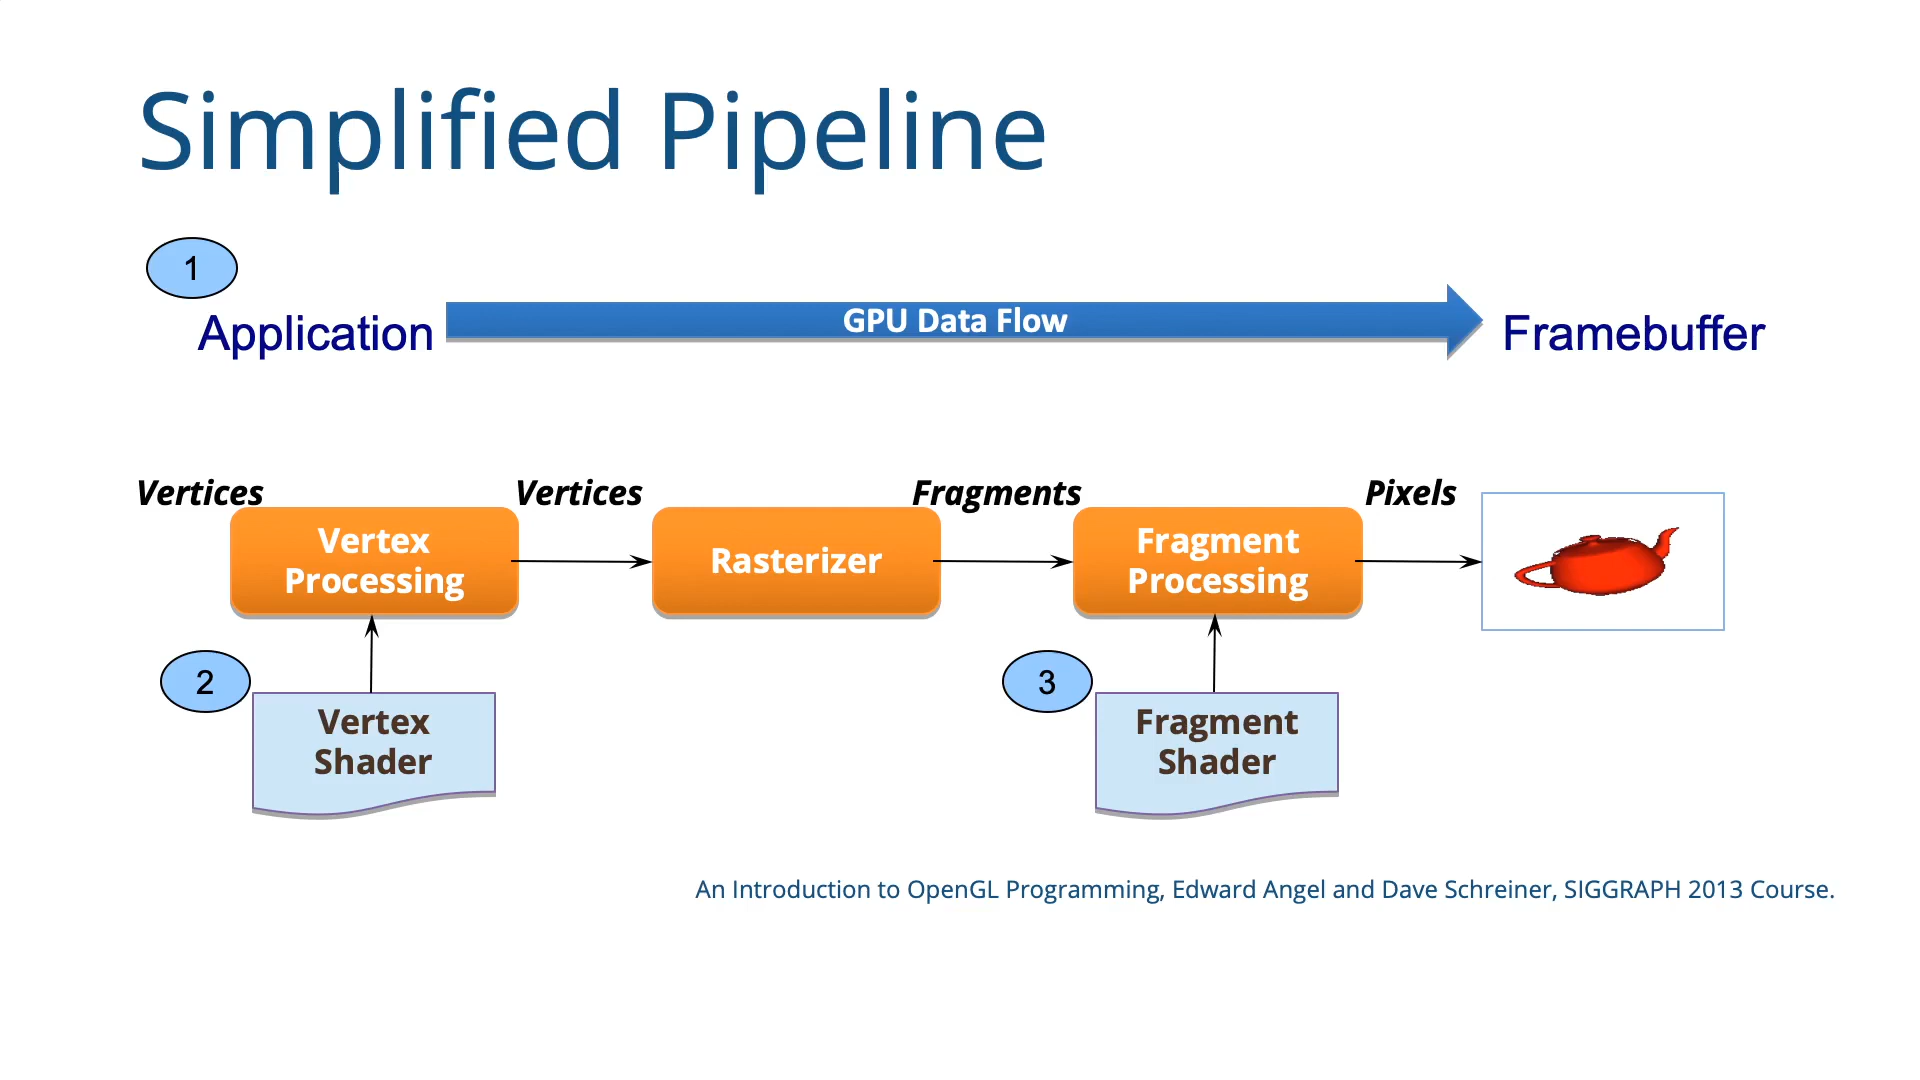 Simplified Pipeline
1
Application
GPU Data Flow
Framebuffer
Vertices
Vertices
Fragments
Pixels
Vertex
Processing
Rasterizer
Fragment
Processing
2
Vertex
Shader
3
Fragment
Shader
An Introduction to OpenGL Programming, Edward Angel and Dave Schreiner, SIGGRAPH 2013 Course.